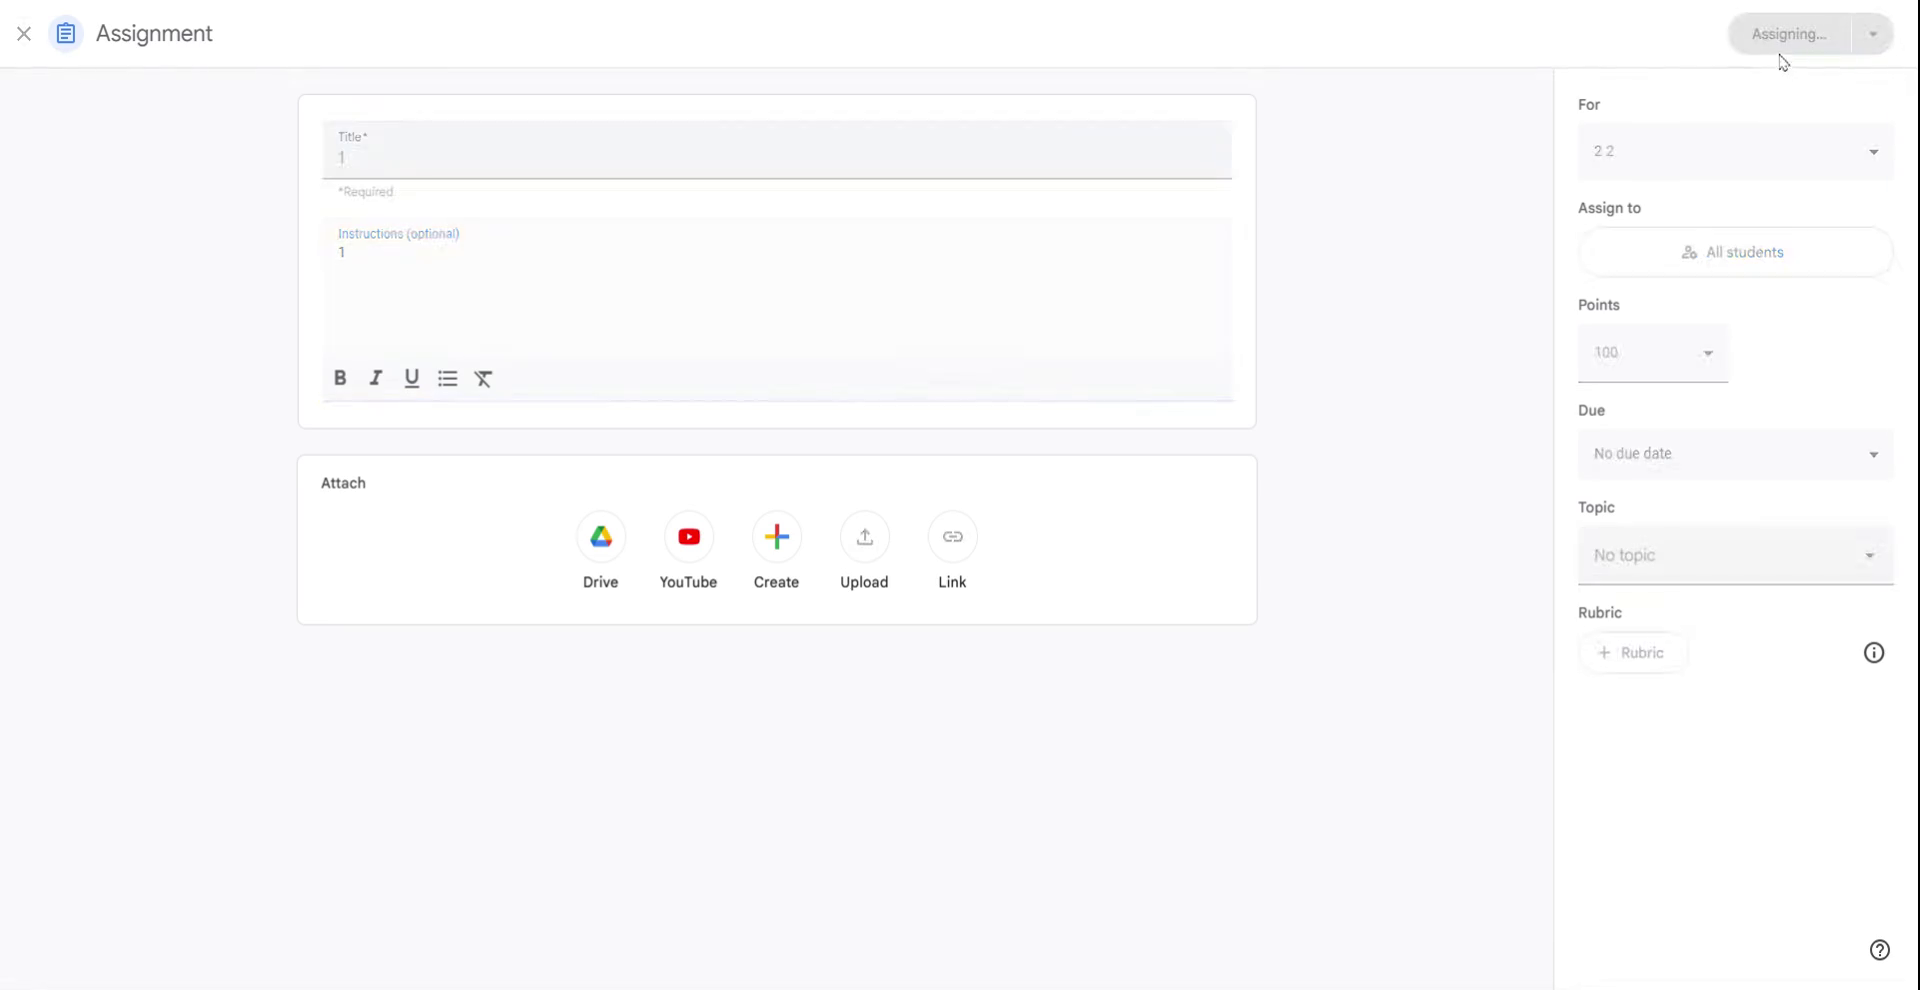 Assignment
Assigning...
Title*
1
*Required
Instructions (optional)
1
B I U
Attach
Drive
YouTube
Create
Upload
Link
For
2 2
Assign to
All students
Points
100
Due
No due date
Topic
No topic
Rubric
+ Rubric